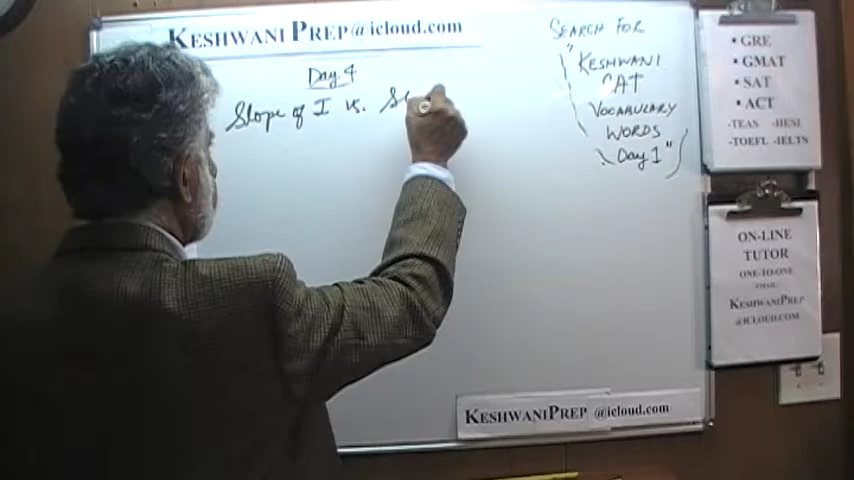 KESHWANI PREP@icloud.com
Day 4
Slope of I vs.
SEARCH FOR
"KESHWANI
CAT
VOCABULARY
WORDS
Day 1"
• GRE
• GMAT
• SAT
• ACT
-TEAS -HESI
-TOEFL -IELTS
ON-LINE
TUTOR
ONE-TO-ONE
EMAIL:
KESHWANIPREP
@ICLOUD.COM
KESHWANIPREP @icloud.com